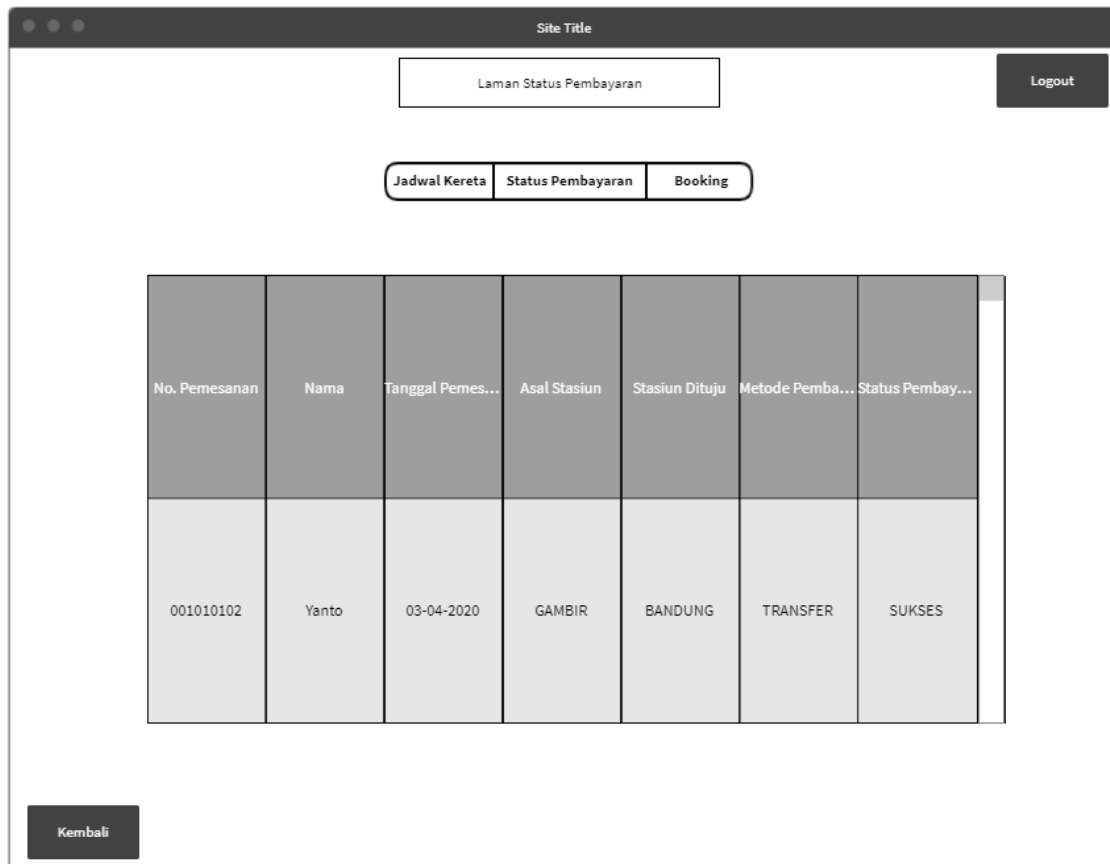 Site Title
Laman Status Pembayaran
Logout
Jadwal Kereta Status Pembayaran Booking
No. Pemesanan Nama Tanggal Pemes... Asal Stasiun Stasiun Dituju Metode Pemba... Status Pembay...
001010102 Yanto 03-04-2020 GAMBIR BANDUNG TRANSFER SUKSES
Kembali